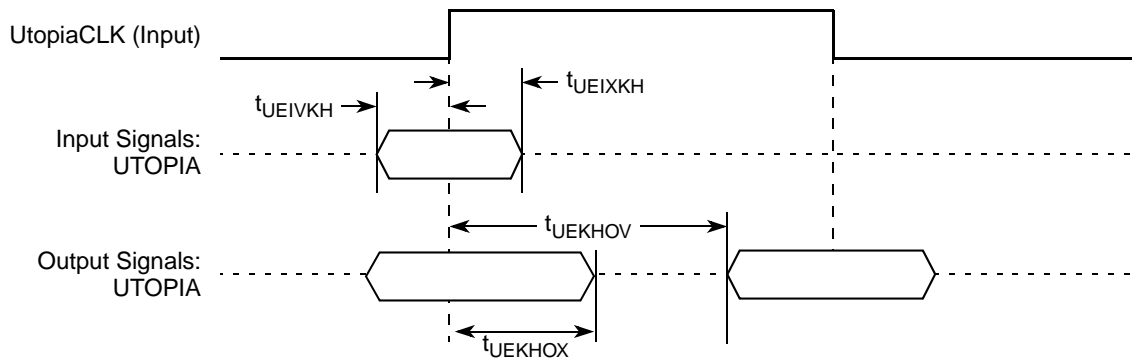 UtopiaCLK (Input)
tUEIXKH
tUEIVKH
Input Signals:
UTOPIA
tUEKHOV
Output Signals:
UTOPIA
tUEKHOX